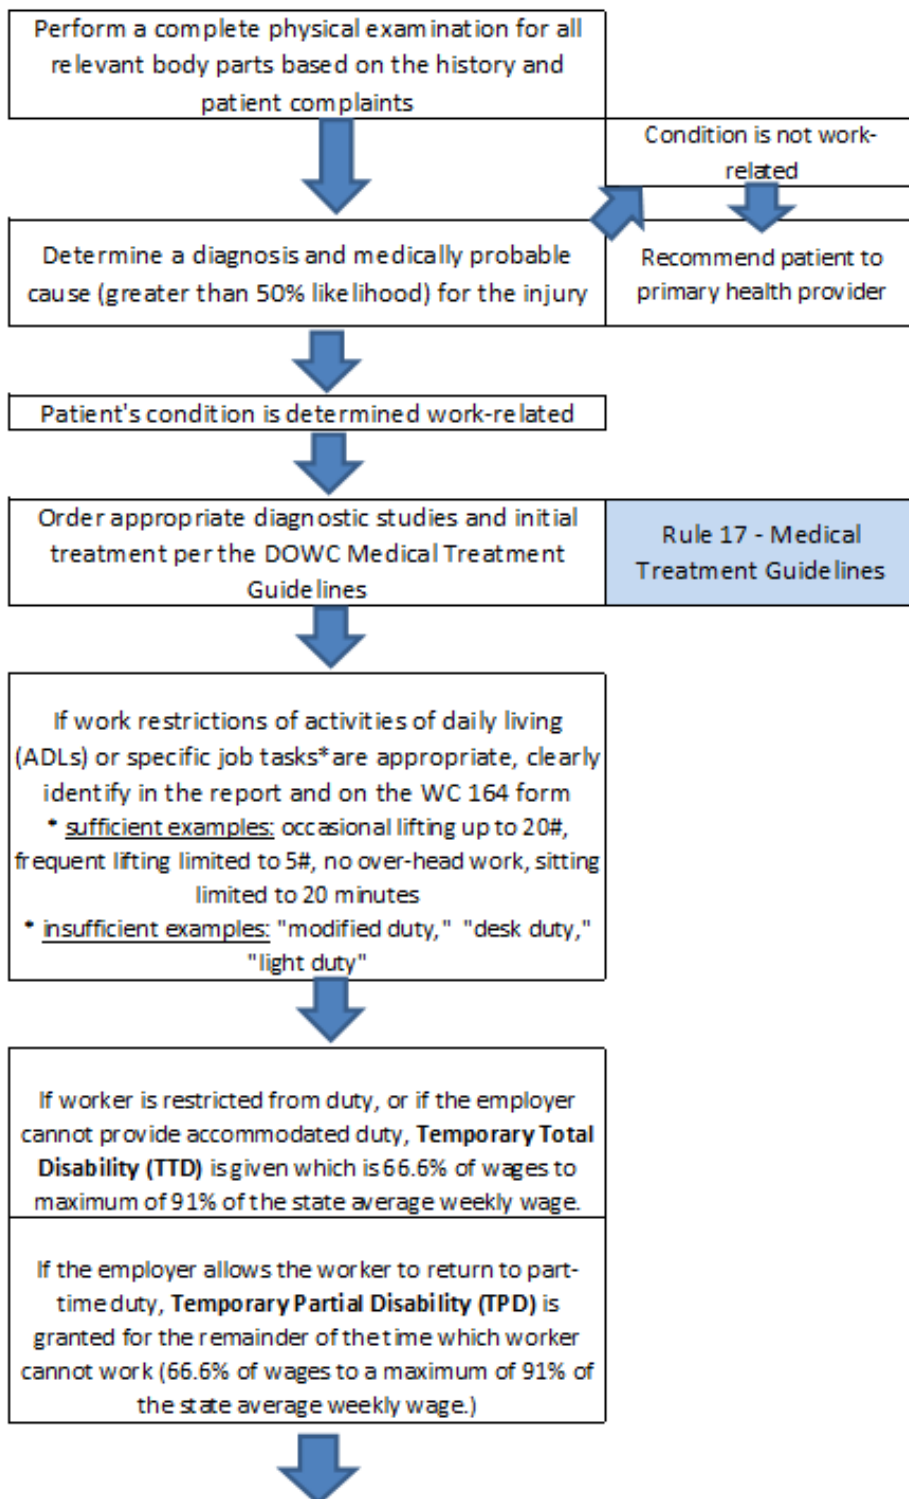 Perform a complete physical examination for all
relevant body parts based on the history and
patient complaints
Condition is not work-
related
Determine a diagnosis and medically probable
cause (greater than 50% likelihood) for the injury
Recommend patient to
primary health provider
Patient's condition is determined work-related
Order appropriate diagnostic studies and initial
treatment per the DOWC Medical Treatment
Guidelines
Rule 17 - Medical
Treatment Guidelines
If work restrictions of activities of daily living
(ADLs) or specific job tasks* are appropriate, clearly
identify in the report and on the WC 164 form
* sufficient examples: occasional lifting up to 20#,
frequent lifting limited to 5#, no over-head work, sitting
limited to 20 minutes
* insufficient examples: "modified duty," "desk duty,"
"light duty"
If worker is restricted from duty, or if the employer
cannot provide accommodated duty, Temporary Total
Disability (TTD) is given which is 66.6% of wages to
maximum of 91% of the state average weekly wage.
If the employer allows the worker to return to part-
time duty, Temporary Partial Disability (TPD) is
granted for the remainder of the time which worker
cannot work (66.6% of wages to a maximum of 91% of
the state average weekly wage.)